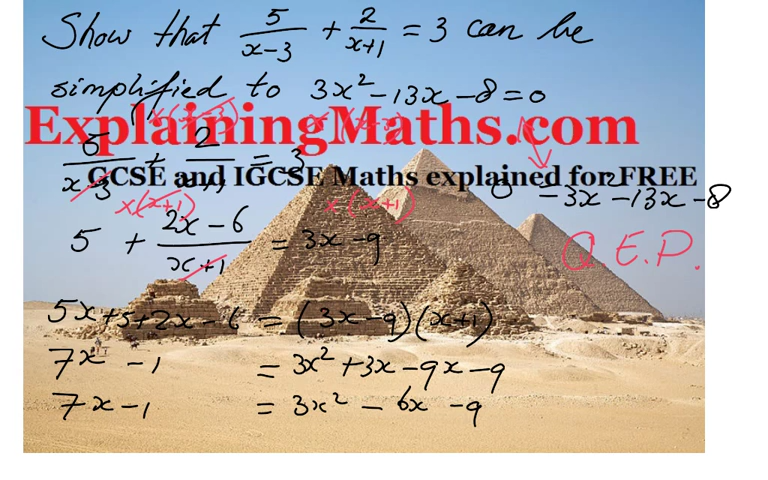 Show that 5/(x-3) + 2/(x+1) = 3 can be
simplified to 3x² - 13x - 8 = 0
ExplainingMaths.com
GCSE and IGCSE Maths explained for FREE
x(x-3) x(x-3)
5/(x-3) + 2/(x+1) = 3
x(x+1) x(x+1)
5 + (2x-6)/(x+1) = 3x-9
5x+5+2x-6 = (3x-9)(x+1)
7x -1 = 3x² +3x -9x -9
7x -1 = 3x² - 6x -9
0 = 3x² -13x -8
Q.E.D.